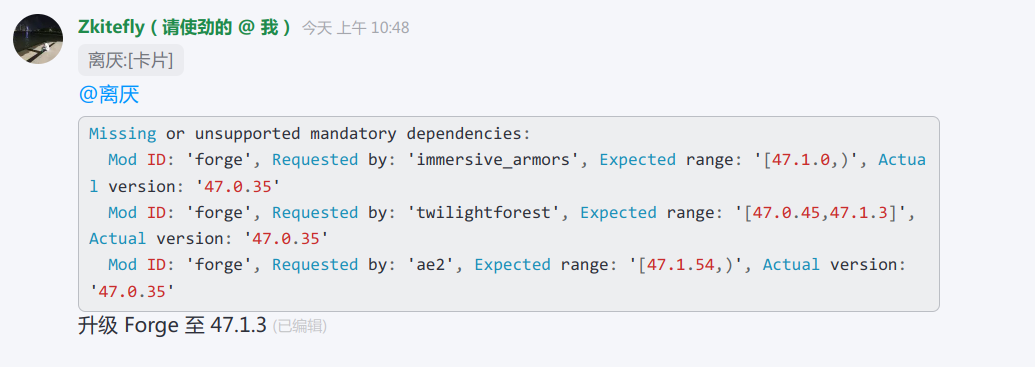 Zkitefly ( 请使劲的 @ 我 ) 今天 上午 10:48
离厌:[卡片]
@离厌
Missing or unsupported mandatory dependencies:
Mod ID: 'forge', Requested by: 'immersive_armors', Expected range: '[47.1.0,)', Actua
l version: '47.0.35'
Mod ID: 'forge', Requested by: 'twilightforest', Expected range: '[47.0.45,47.1.3]',
Actual version: '47.0.35'
Mod ID: 'forge', Requested by: 'ae2', Expected range: '[47.1.54,)', Actual version:
'47.0.35'
升级 Forge 至 47.1.3 (已编辑)